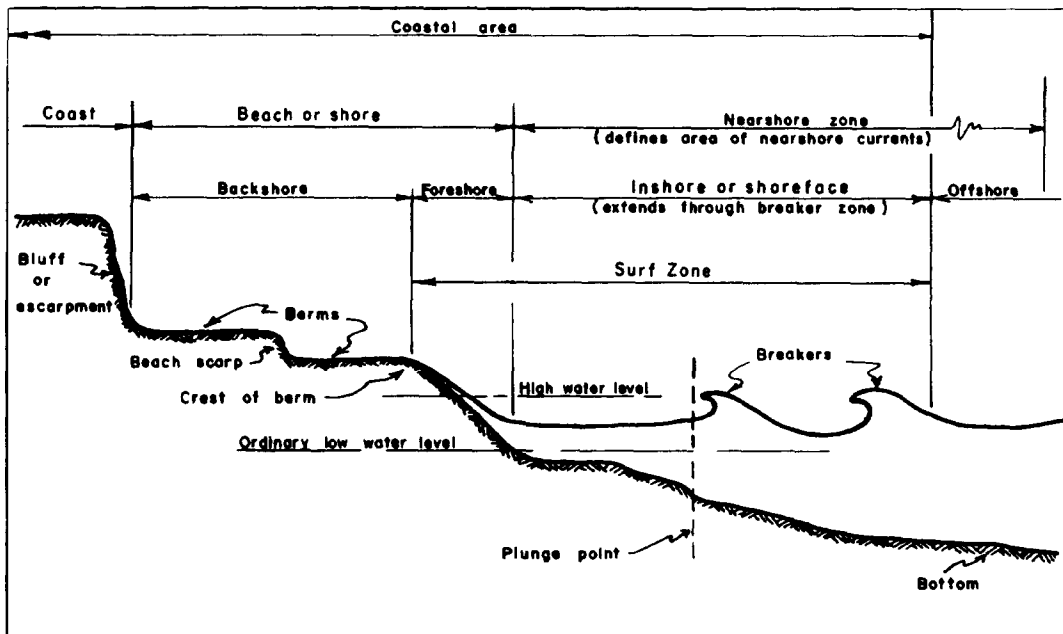 Coastal area
Coast
Beach or shore
Nearshore zone
(defines area of nearshore currents)
Backshore
Foreshore
Inshore or shoreface
(extends through breaker zone)
Offshore
Surf Zone
Bluff
or
escarpment
Berms
Beach scarp
Crest of berm
High water level
Breakers
Ordinary low water level
Plunge point
Bottom